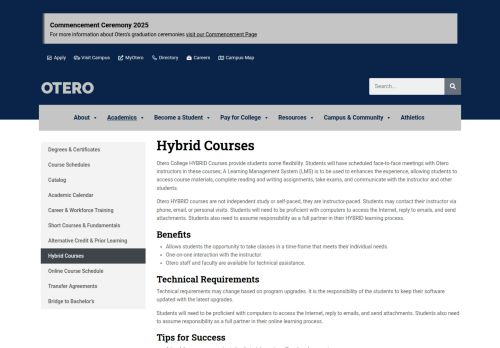 Commencement Ceremony 2025
For more information about Otero's graduation ceremonies visit our Commencement Page
Apply Visit Campus MyOtero Directory Careers Campus Map
OTERO
Search...
About Academics Become a Student Pay for College Resources Campus & Community Athletics
Degrees & Certificates
Course Schedules
Catalog
Academic Calendar
Career & Workforce Training
Short Courses & Fundamentals
Alternative Credit & Prior Learning
Hybrid Courses
Online Course Schedule
Transfer Agreements
Bridge to Bachelor's
Hybrid Courses
Otero College HYBRID Courses provide students some flexibility. Students will have scheduled face-to-face meetings with Otero
instructors in these courses; A Learning Management System (LMS) is to be used to enhances the experience, allowing students to
access course materials, complete reading and writing assignments, take exams, and communicate with the instructor and other
students.
Otero HYBRID courses are not independent study or self-paced, they are instructor-paced. Students may contact their instructor via
phone, email, or personal visits. Students will need to be proficient with computers to access the Internet, reply to emails, and send
attachments. Students also need to assume responsibility as a full partner in their HYBRID learning process.
Benefits
Allows students the opportunity to take classes in a time-frame that meets their individual needs.
One-on-one interaction with the instructor.
Otero staff and faculty are available for technical assistance.
Technical Requirements
Technical requirements may change based on program upgrades. It is the responsibility of the students to keep their software
updated with the latest upgrades.
Students will need to be proficient with computers to access the Internet, reply to emails, and send attachments. Students also need
to assume responsibility as a full partner in their online learning process.
Tips for Success